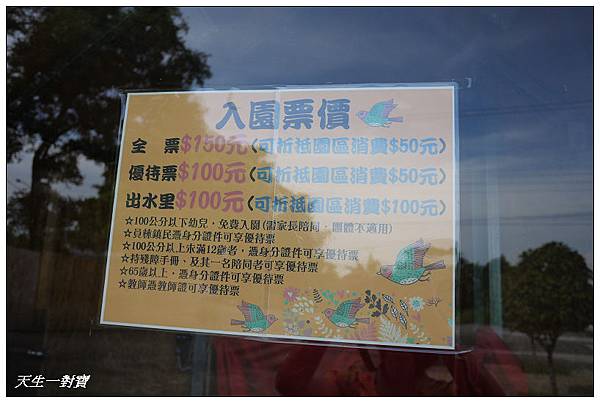 入園票價
全 票$150元(可折抵園區消費$50元)
優待票$100元(可折抵園區消費$50元)
出水里$100元(可折抵園區消費$100元)
☆100公分以下幼兒，免費入園(需家長陪同，團體不適用)
☆員林鎮民憑身分證件可享優待票
☆100公分以上未滿12歲者，憑身分證件可享優待票
☆持殘障手冊，及其一名陪同者可享優待票
☆65歲以上，憑身分證件可享優待票
☆教師憑教師證可享優待票
天生一對寶